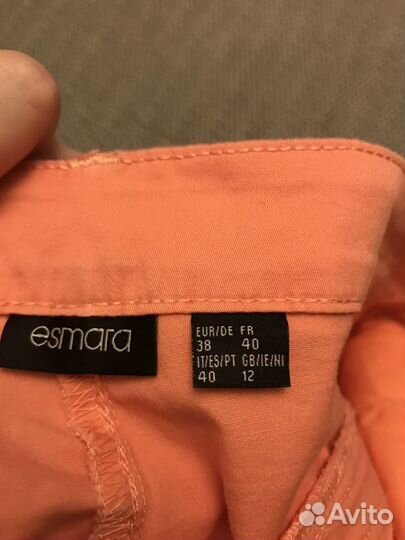 esmara
EUR/DE FR
38 40
IT/ES/PT GB/IE/NI
40 12
Avito